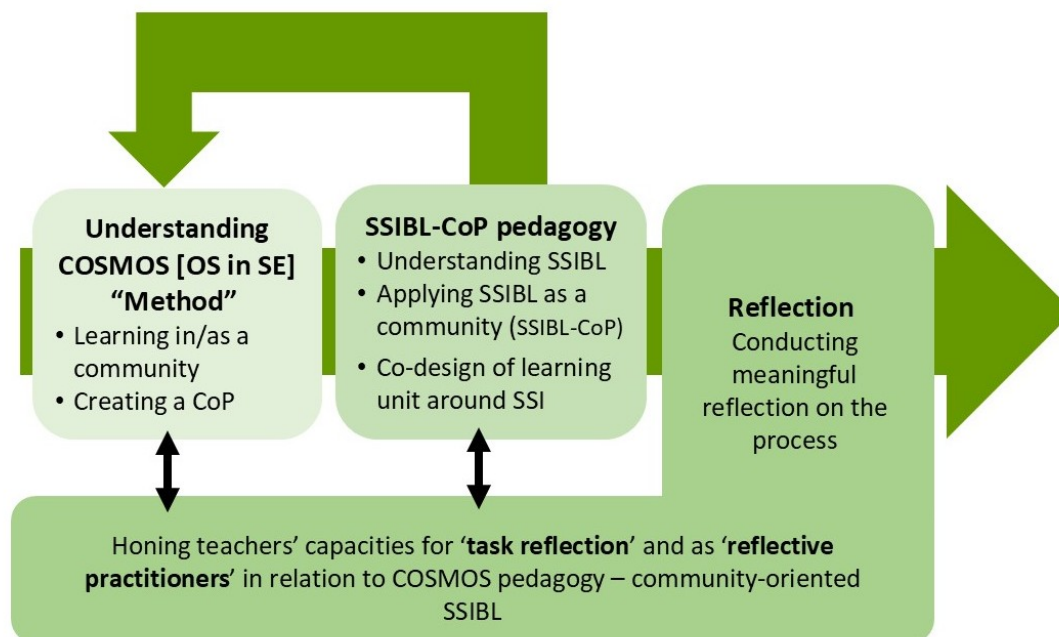 Understanding
COSMOS [OS in SE]
“Method”
• Learning in/as a
community
• Creating a CoP
SSIBL-CoP pedagogy
• Understanding SSIBL
• Applying SSIBL as a
community (SSIBL-CoP)
• Co-design of learning
unit around SSI
Reflection
Conducting
meaningful
reflection on the
process
Honing teachers’ capacities for ‘task reflection’ and as ‘reflective
practitioners’ in relation to COSMOS pedagogy – community-oriented
SSIBL